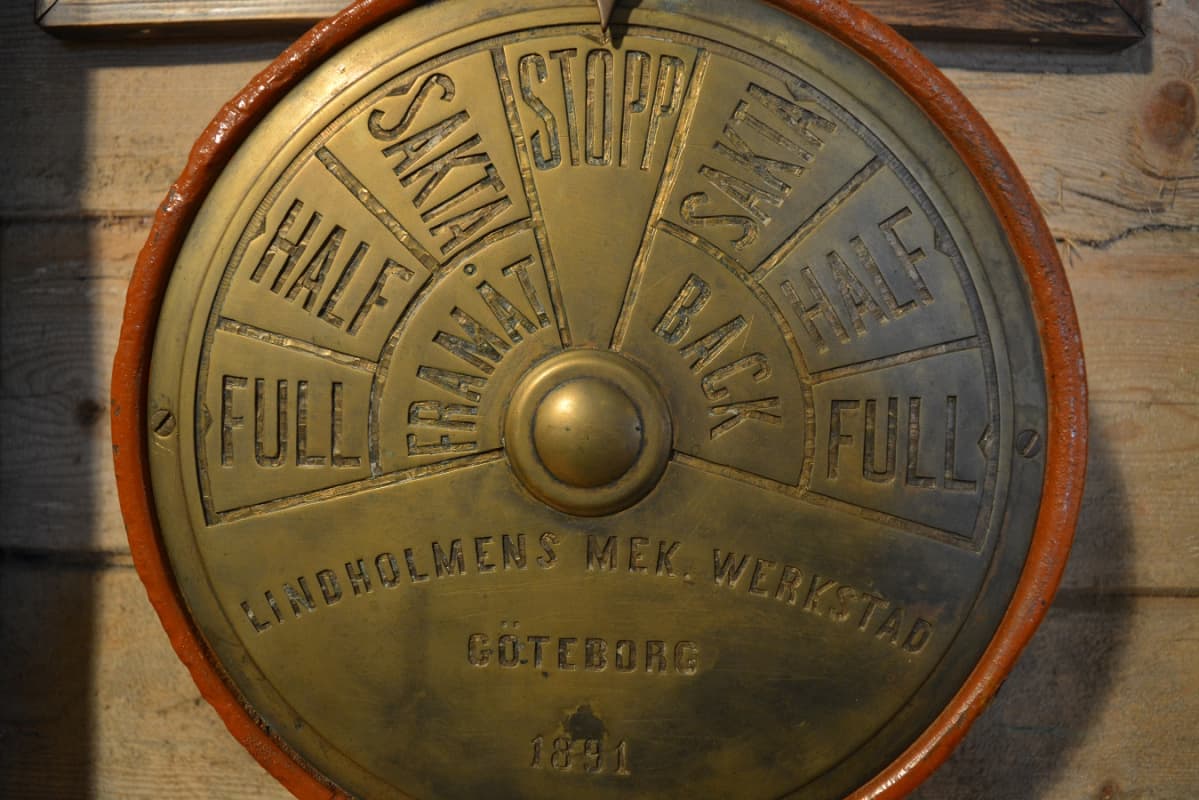 STOPP
SAKTA
SAKTA
HALF
HALF
FULL
FULL
FRAMÅT
BACK
LINDHOLMENS MEK. WERKSTAD
GÖTEBORG
1891